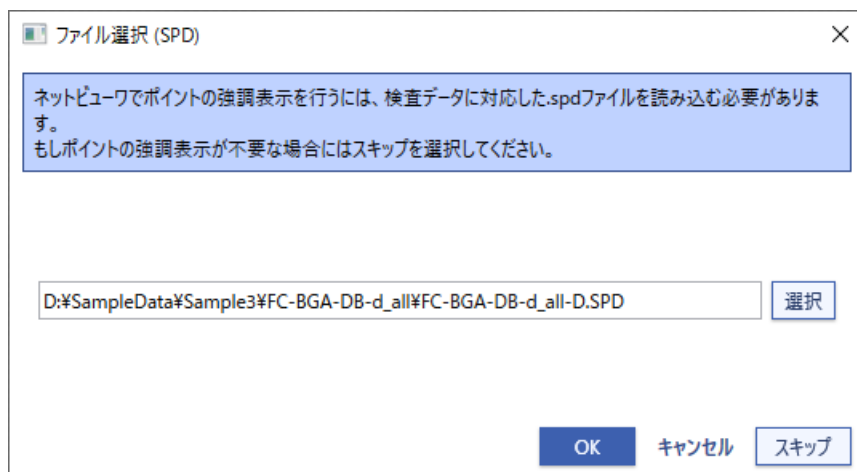 ファイル選択 (SPD)
ネットビューワでポイントの強調表示を行うには、検査データに対応した.spdファイルを読み込む必要がありま
す。
もしポイントの強調表示が不要な場合にはスキップを選択してください。
D:¥SampleData¥Sample3¥FC-BGA-DB-d_all¥FC-BGA-DB-d_all-D.SPD
選択
OK
キャンセル
スキップ